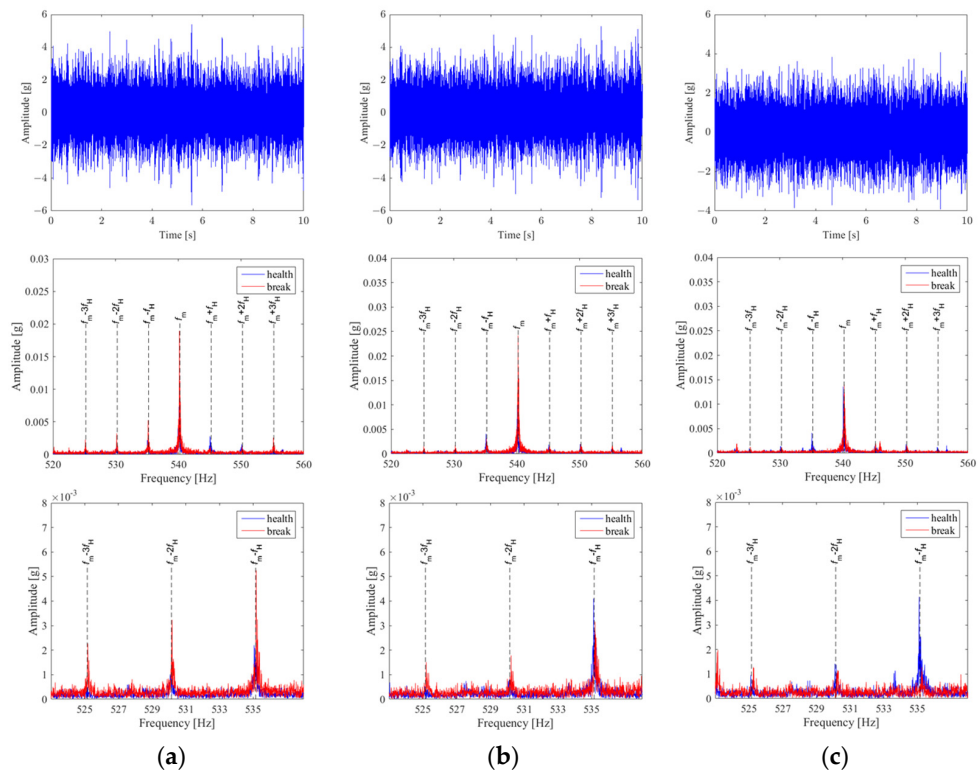 6
4
2
0
−2
−4
−6
0 2 4 6 8 10
Amplitude [g]
Time [s]
6
4
2
0
−2
−4
−6
0 2 4 6 8 10
Amplitude [g]
Time [s]
6
4
2
0
−2
−4
0 2 4 6 8 10
Amplitude [g]
Time [s]
0.03
0.025
0.02
0.015
0.01
0.005
0
520 530 540 550 560
Amplitude [g]
Frequency [Hz]
health
break
fm-3fH
fm-2fH
fm-fH
fm
fm+fH
fm+2fH
fm+3fH
0.04
0.035
0.03
0.025
0.02
0.015
0.01
0.005
0
520 530 540 550 560
Amplitude [g]
Frequency [Hz]
health
break
fm-3fH
fm-2fH
fm-fH
fm
fm+fH
fm+2fH
fm+3fH
0.04
0.035
0.03
0.025
0.02
0.015
0.01
0.005
0
520 530 540 550 560
Amplitude [g]
Frequency [Hz]
health
break
fm-3fH
fm-2fH
fm-fH
fm
fm+fH
fm+2fH
fm+3fH
×10−3
8
7
6
5
4
3
2
1
0
525 527 529 531 533 535
Amplitude [g]
Frequency [Hz]
health
break
fm-3fH
fm-2fH
fm-fH
×10−3
8
7
6
5
4
3
2
1
0
525 527 529 531 533 535
Amplitude [g]
Frequency [Hz]
health
break
fm-3fH
fm-2fH
fm-fH
×10−3
8
7
6
5
4
3
2
1
0
525 527 529 531 533 535
Amplitude [g]
Frequency [Hz]
health
break
fm-3fH
fm-2fH
fm-fH
(a) (b) (c)